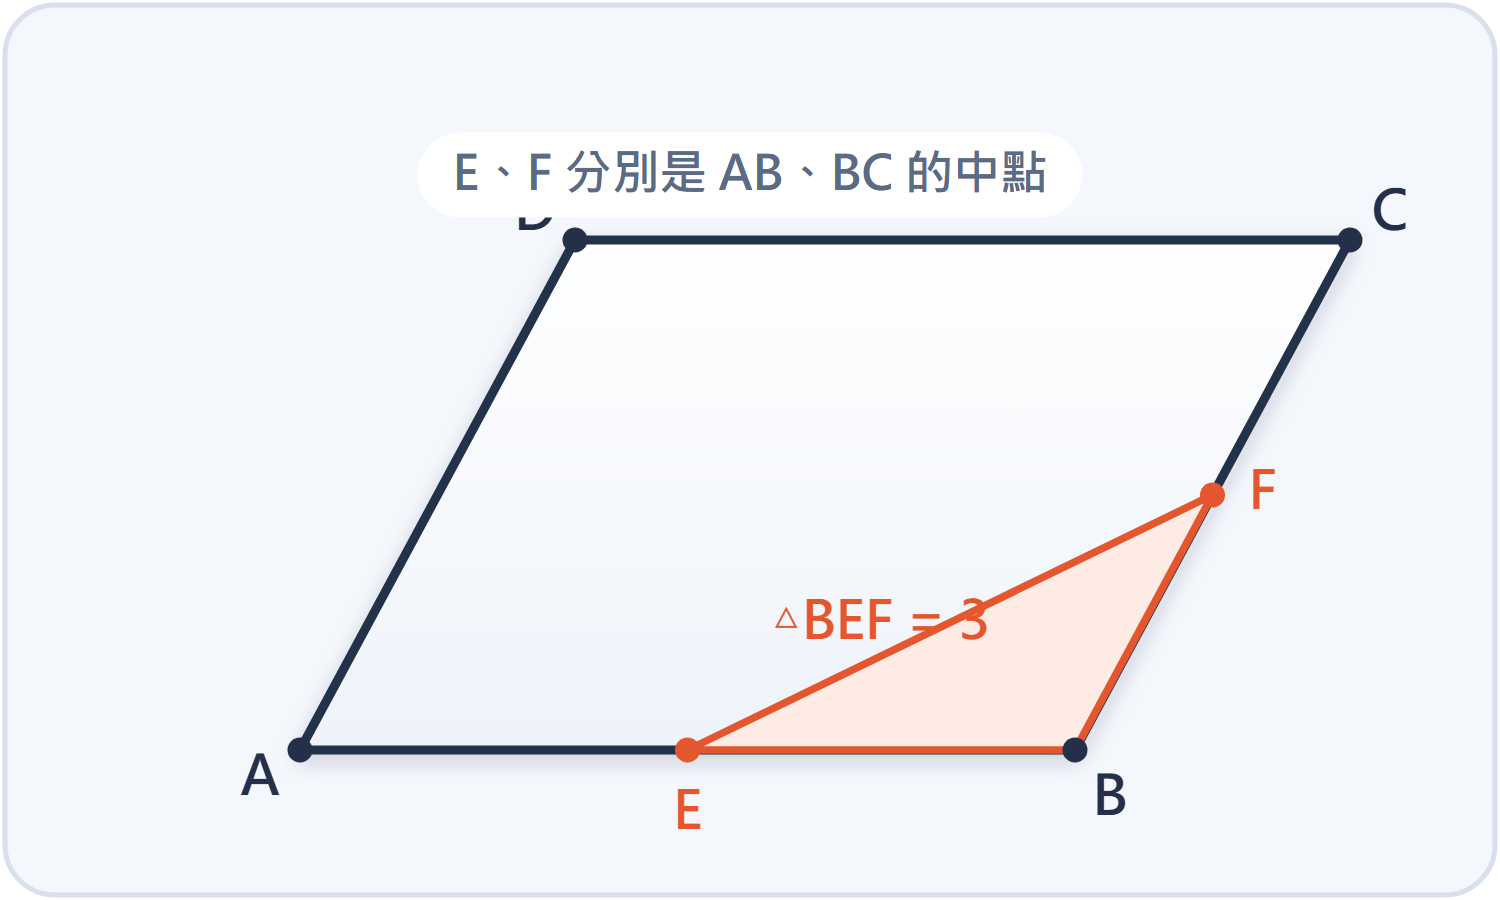 E、F 分別是 AB、BC 的中點
D
C
F
△BEF = 3
A
E
B